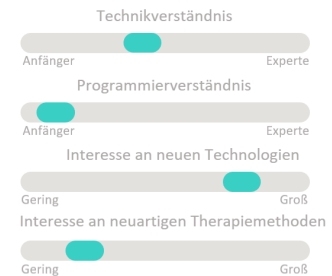 Technikverständnis
Anfänger Experte
Programmierverständnis
Anfänger Experte
Interesse an neuen Technologien
Gering Groß
Interesse an neuartigen Therapiemethoden
Gering Groß